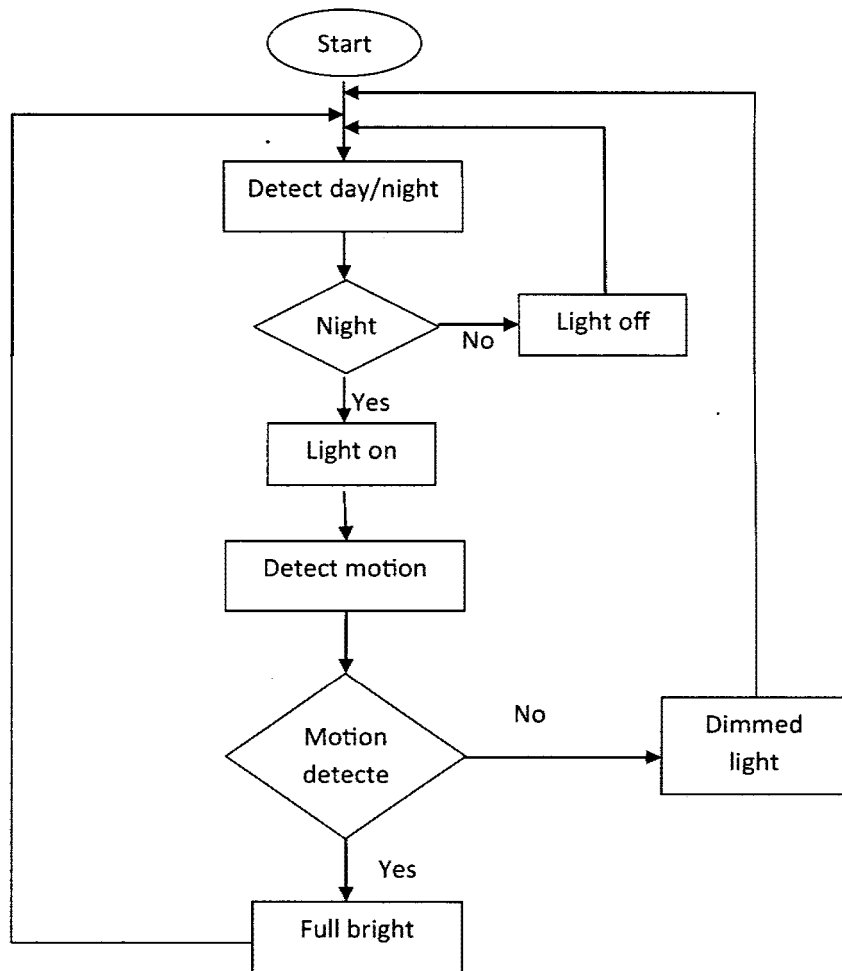 Start
Detect day/night
Night
No
Light off
Yes
Light on
Detect motion
Motion
detecte
No
Dimmed
light
Yes
Full bright